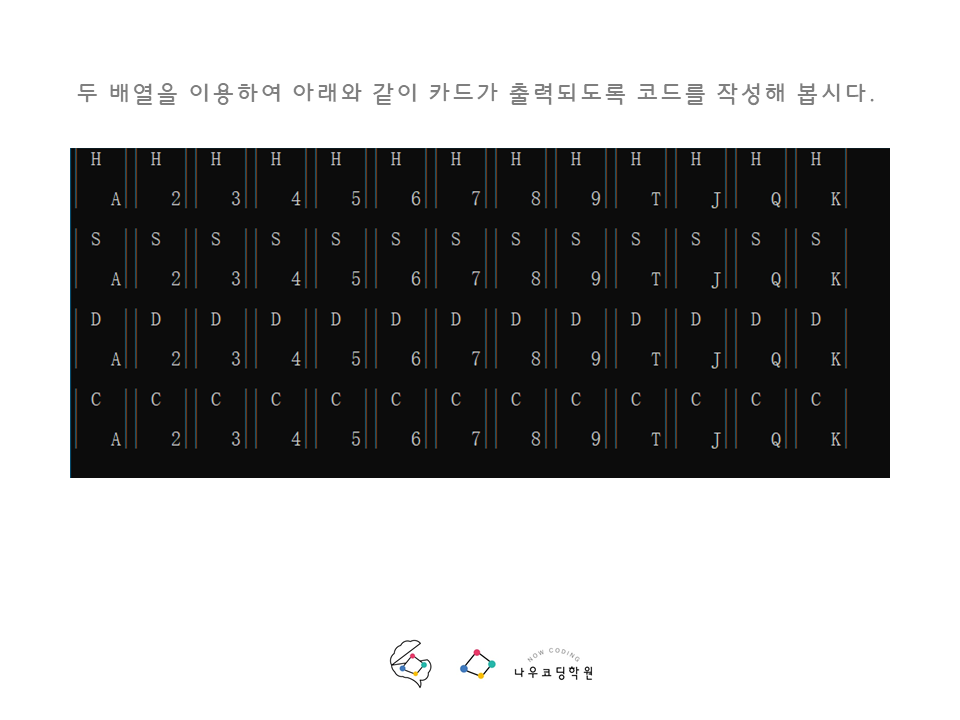 두 배열을 이용하여 아래와 같이 카드가 출력되도록 코드를 작성해 봅시다.
| H || H || H || H || H || H || H || H || H || H || H || H || H |
| A|| 2|| 3|| 4|| 5|| 6|| 7|| 8|| 9|| T|| J|| Q|| K|
| S || S || S || S || S || S || S || S || S || S || S || S || S |
| A|| 2|| 3|| 4|| 5|| 6|| 7|| 8|| 9|| T|| J|| Q|| K|
| D || D || D || D || D || D || D || D || D || D || D || D || D |
| A|| 2|| 3|| 4|| 5|| 6|| 7|| 8|| 9|| T|| J|| Q|| K|
| C || C || C || C || C || C || C || C || C || C || C || C || C |
| A|| 2|| 3|| 4|| 5|| 6|| 7|| 8|| 9|| T|| J|| Q|| K|
NOW CODING
나우코딩학원